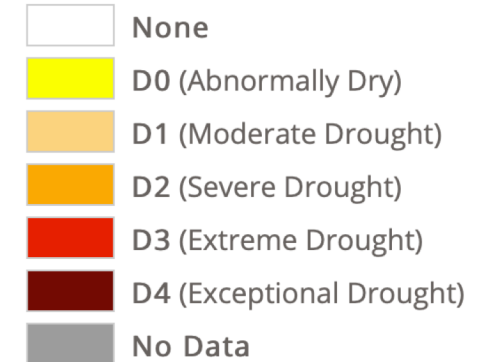 None
D0 (Abnormally Dry)
D1 (Moderate Drought)
D2 (Severe Drought)
D3 (Extreme Drought)
D4 (Exceptional Drought)
No Data